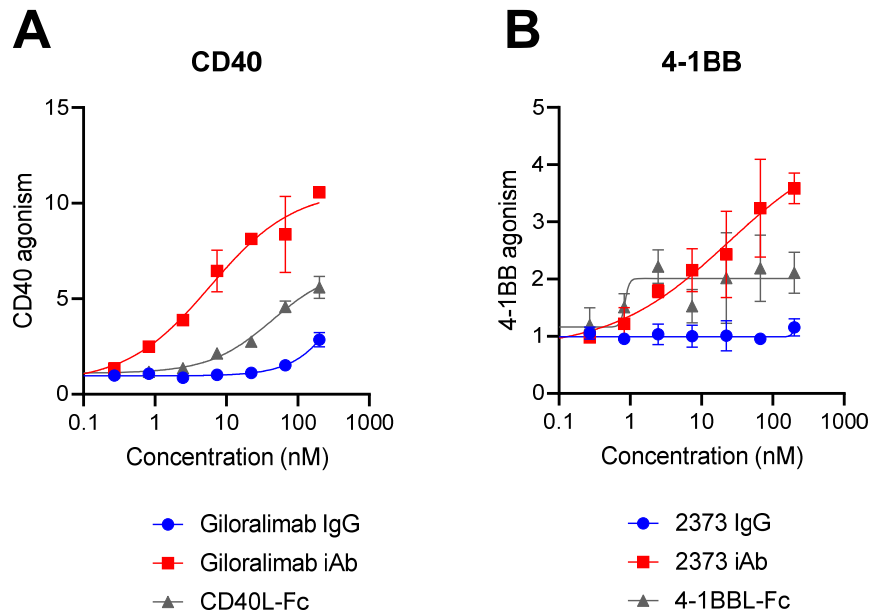 A
CD40
15
10
5
0
0.1
1
10
100
1000
CD40 agonism
Concentration (nM)
Giloralimab IgG
Giloralimab iAb
CD40L-Fc
B
4-1BB
5
4
3
2
1
0
0.1
1
10
100
1000
4-1BB agonism
Concentration (nM)
2373 IgG
2373 iAb
4-1BBL-Fc